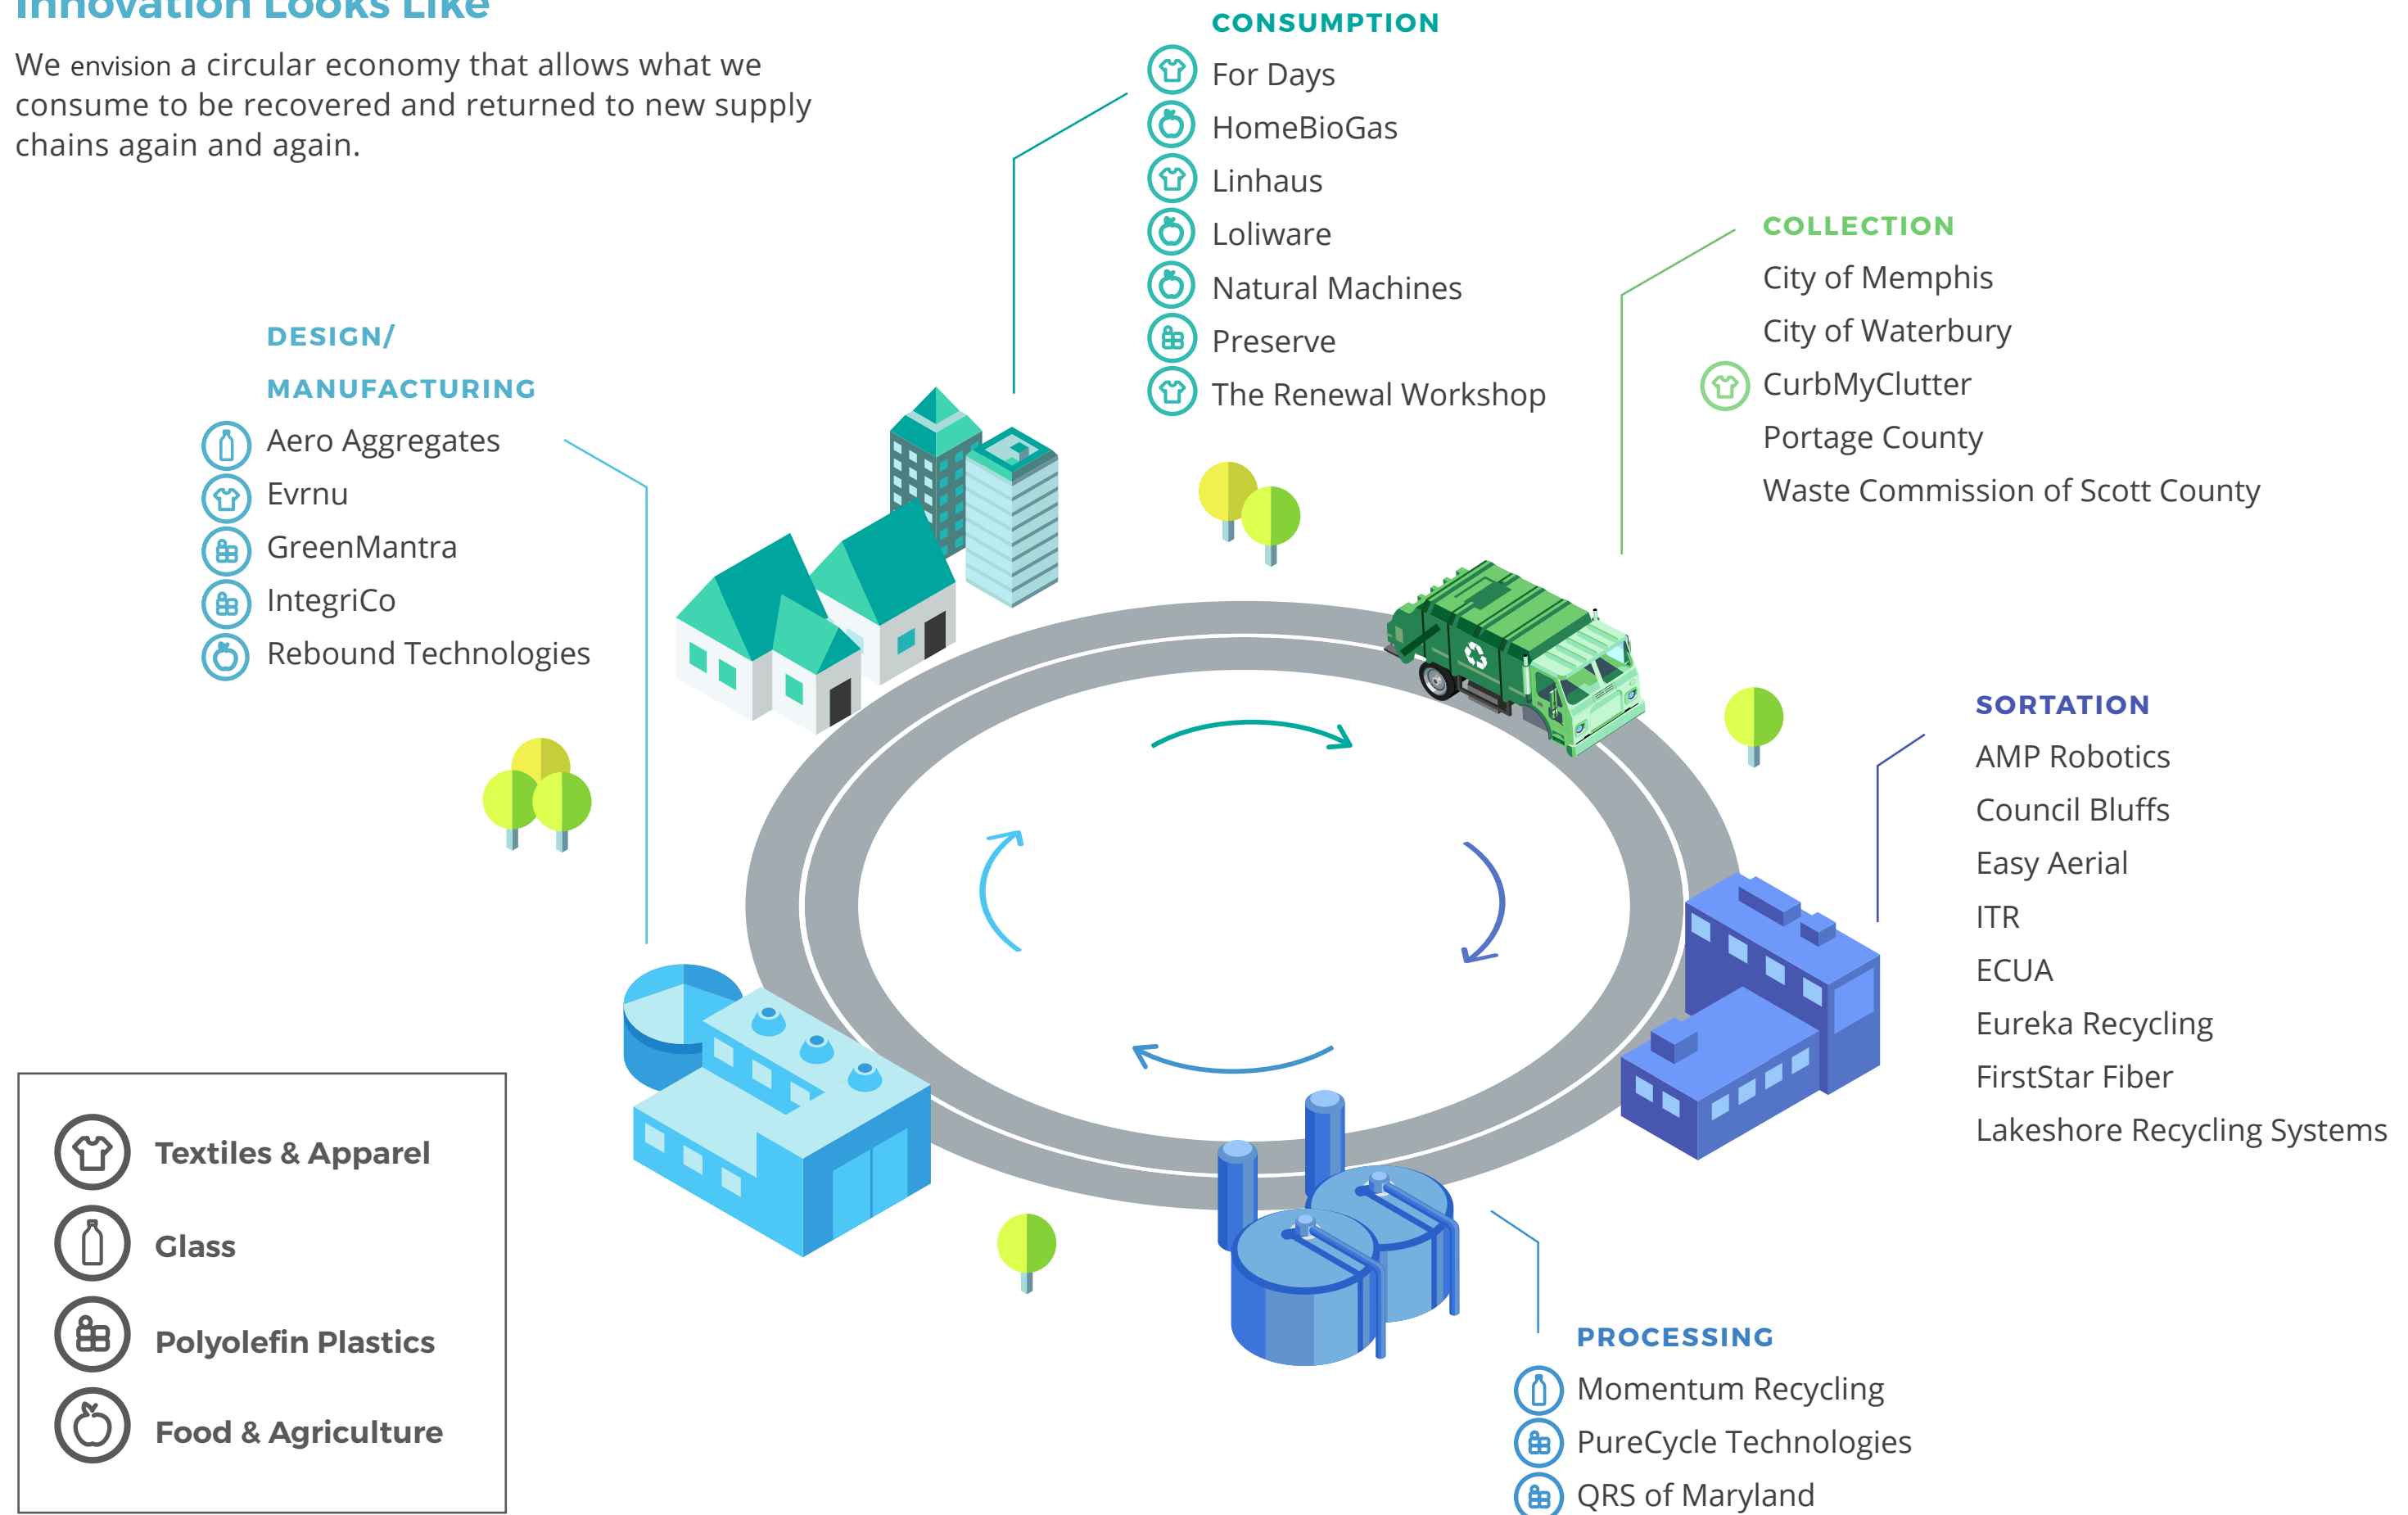 Innovation Looks Like
We envision a circular economy that allows what we
consume to be recovered and returned to new supply
chains again and again.
CONSUMPTION
For Days
HomeBioGas
Linhaus
Loliware
Natural Machines
Preserve
The Renewal Workshop
COLLECTION
City of Memphis
City of Waterbury
CurbMyClutter
Portage County
Waste Commission of Scott County
DESIGN/
MANUFACTURING
Aero Aggregates
Evrnu
GreenMantra
IntegriCo
Rebound Technologies
SORTATION
AMP Robotics
Council Bluffs
Easy Aerial
ITR
ECUA
Eureka Recycling
FirstStar Fiber
Lakeshore Recycling Systems
Textiles & Apparel
Glass
Polyolefin Plastics
Food & Agriculture
PROCESSING
Momentum Recycling
PureCycle Technologies
QRS of Maryland